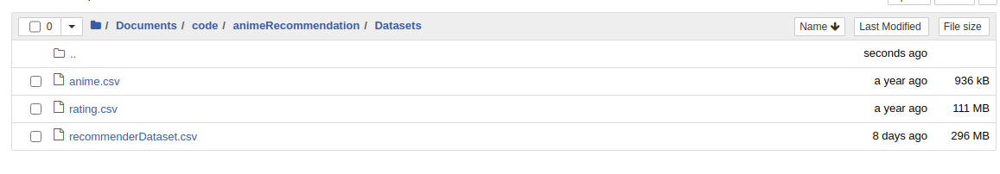 0 / Documents / code / animeRecommendation / Datasets Name Last Modified File size
.. seconds ago
anime.csv a year ago 936 kB
rating.csv a year ago 111 MB
recommenderDataset.csv 8 days ago 296 MB